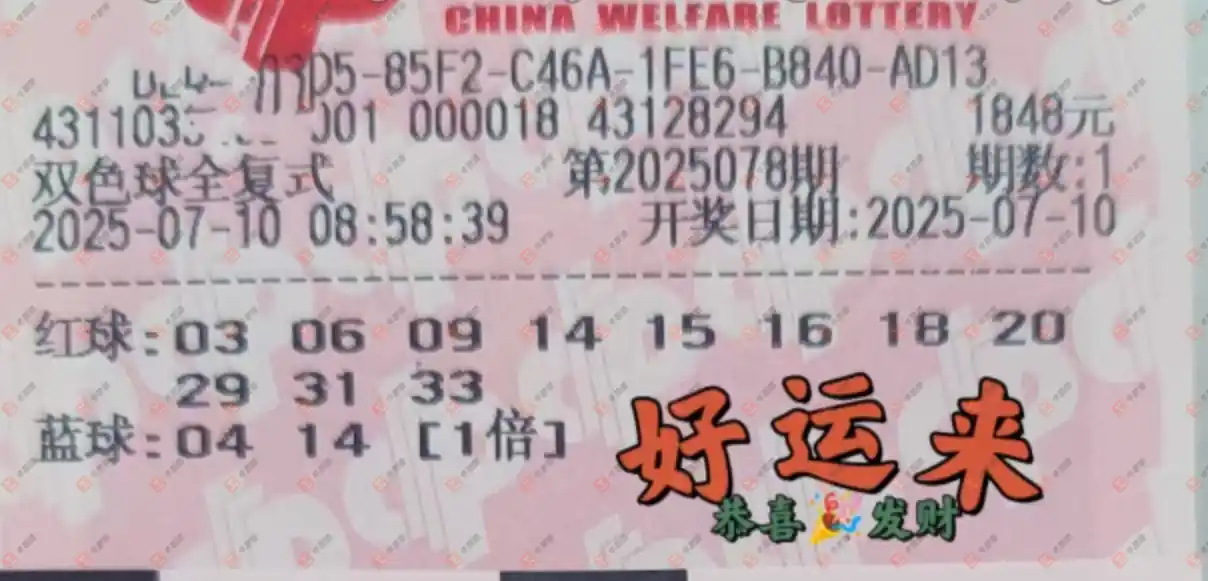 CHINA WELFARE LOTTERY
D5-85F2-C46A-1FE6-B840-AD13
4311033 001 000018 43128294 1848元
双色球全复式 第2025078期 期数:1
2025-07-10 08:58:39 开奖日期:2025-07-10
红球:03 06 09 14 15 16 18 20
29 31 33
蓝球:04 14 [1倍]
好运来
恭喜 发财